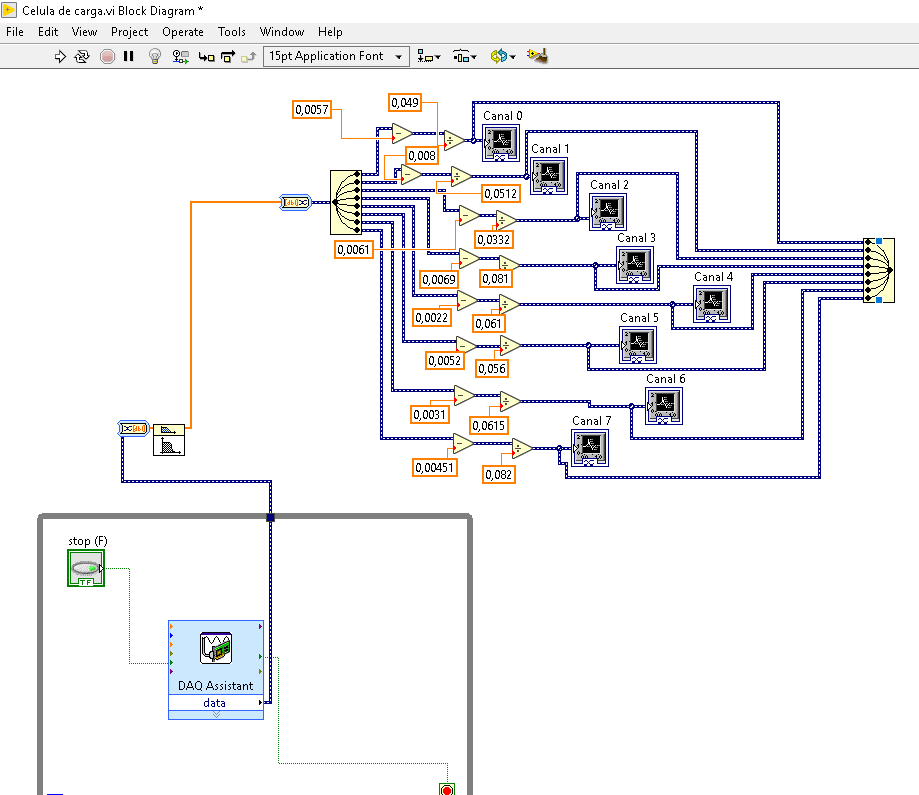 Celula de carga.vi Block Diagram *
File Edit View Project Operate Tools Window Help
15pt Application Font
0,0057
0,049
Canal 0
0,008
Canal 1
0,0512
Canal 2
0,0332
0,0061
Canal 3
0,0069
0,081
Canal 4
0,0022
0,061
Canal 5
0,0052
0,056
Canal 6
0,0031
0,0615
Canal 7
0,00451
0,082
stop (F)
TF
DAQ Assistant
data